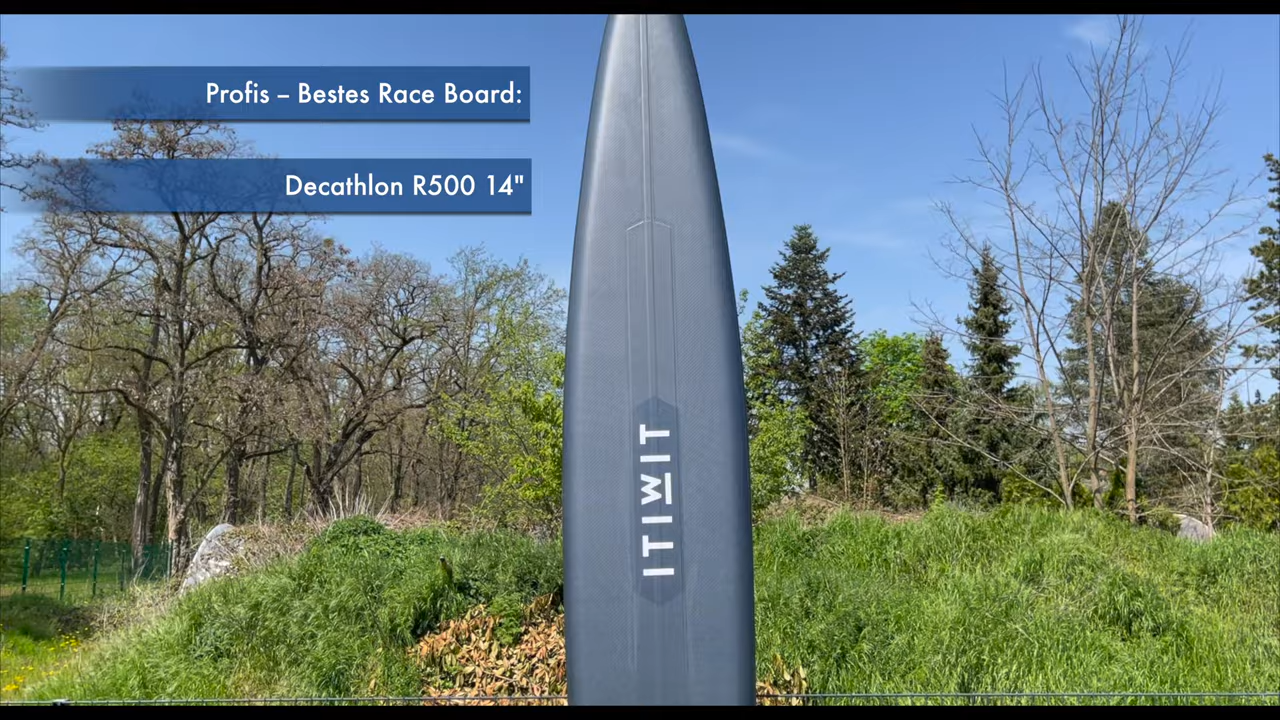 Profis – Bestes Race Board:
Decathlon R500 14"
ITIWIT